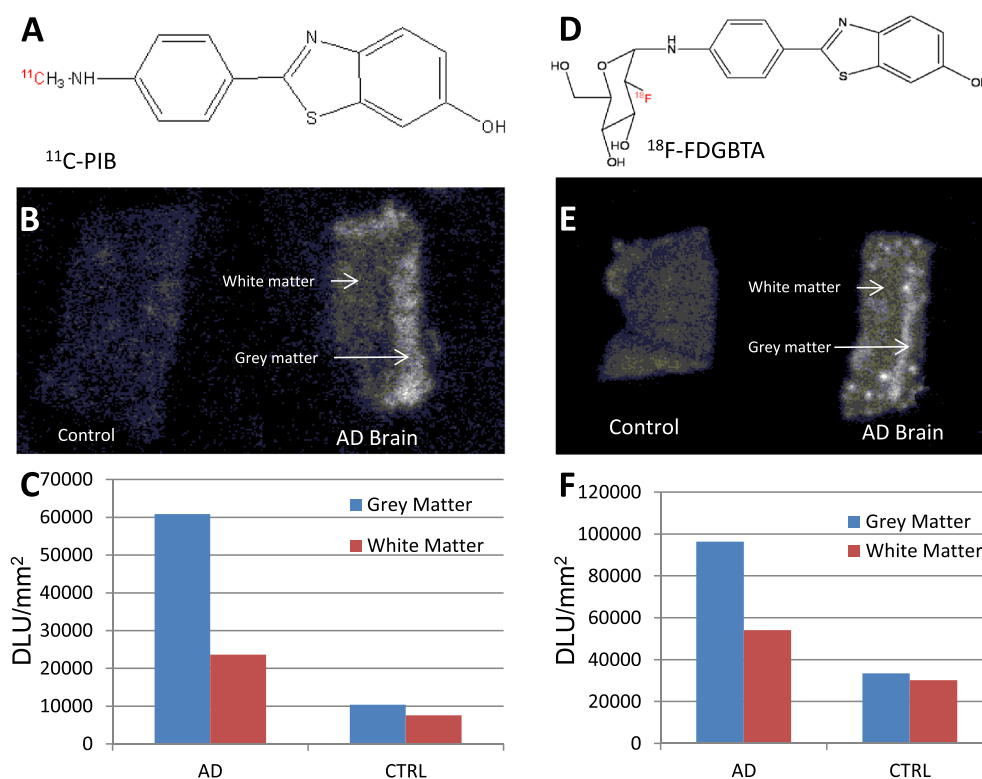 A
¹¹CH₃-NH
N
S
OH
¹¹C-PIB
B
White matter
Grey matter
Control
AD Brain
C
DLU/mm²
70000
60000
50000
40000
30000
20000
10000
0
Grey Matter
White Matter
AD
CTRL
D
H
N
HO
O
¹⁸F
HO
OH
N
S
OH
¹⁸F-FDGBTA
E
White matter
Grey matter
Control
AD Brain
F
DLU/mm²
120000
100000
80000
60000
40000
20000
0
Grey Matter
White Matter
AD
CTRL